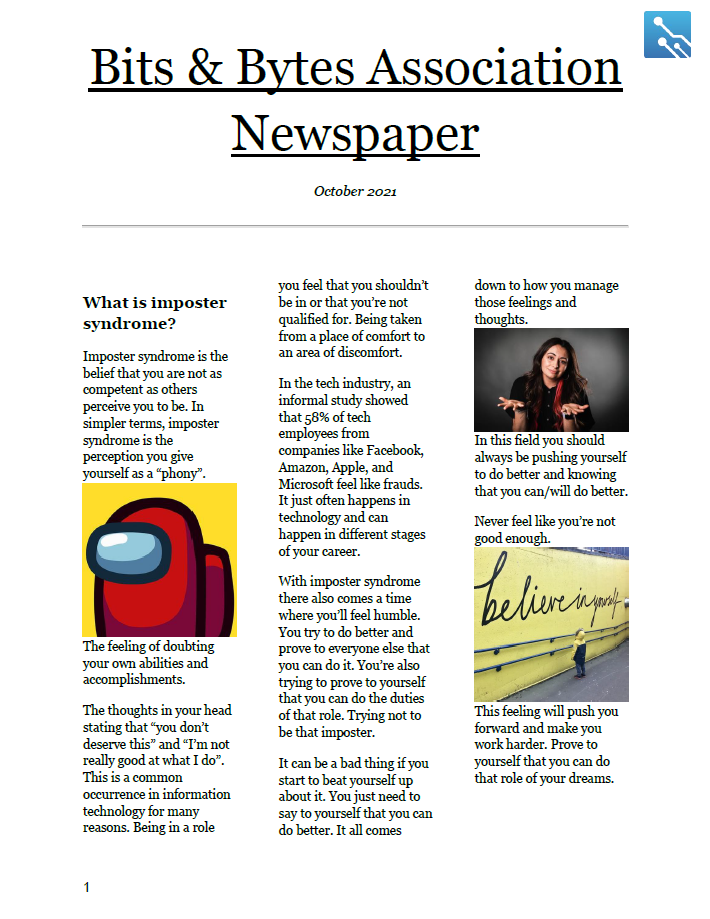 Bits & Bytes Association
Newspaper
October 2021
What is imposter
syndrome?
Imposter syndrome is the
belief that you are not as
competent as others
perceive you to be. In
simpler terms, imposter
syndrome is the
perception you give
yourself as a “phony”.
The feeling of doubting
your own abilities and
accomplishments.
The thoughts in your head
stating that “you don’t
deserve this” and “I’m not
really good at what I do”.
This is a common
occurrence in information
technology for many
reasons. Being in a role
you feel that you shouldn’t
be in or that you’re not
qualified for. Being taken
from a place of comfort to
an area of discomfort.
In the tech industry, an
informal study showed
that 58% of tech
employees from
companies like Facebook,
Amazon, Apple, and
Microsoft feel like frauds.
It just often happens in
technology and can
happen in different stages
of your career.
With imposter syndrome
there also comes a time
where you’ll feel humble.
You try to do better and
prove to everyone else that
you can do it. You’re also
trying to prove to yourself
that you can do the duties
of that role. Trying not to
be that imposter.
It can be a bad thing if you
start to beat yourself up
about it. You just need to
say to yourself that you can
do better. It all comes
down to how you manage
those feelings and
thoughts.
In this field you should
always be pushing yourself
to do better and knowing
that you can/will do better.
Never feel like you’re not
good enough.
believe in yourself
This feeling will push you
forward and make you
work harder. Prove to
yourself that you can do
that role of your dreams.
1